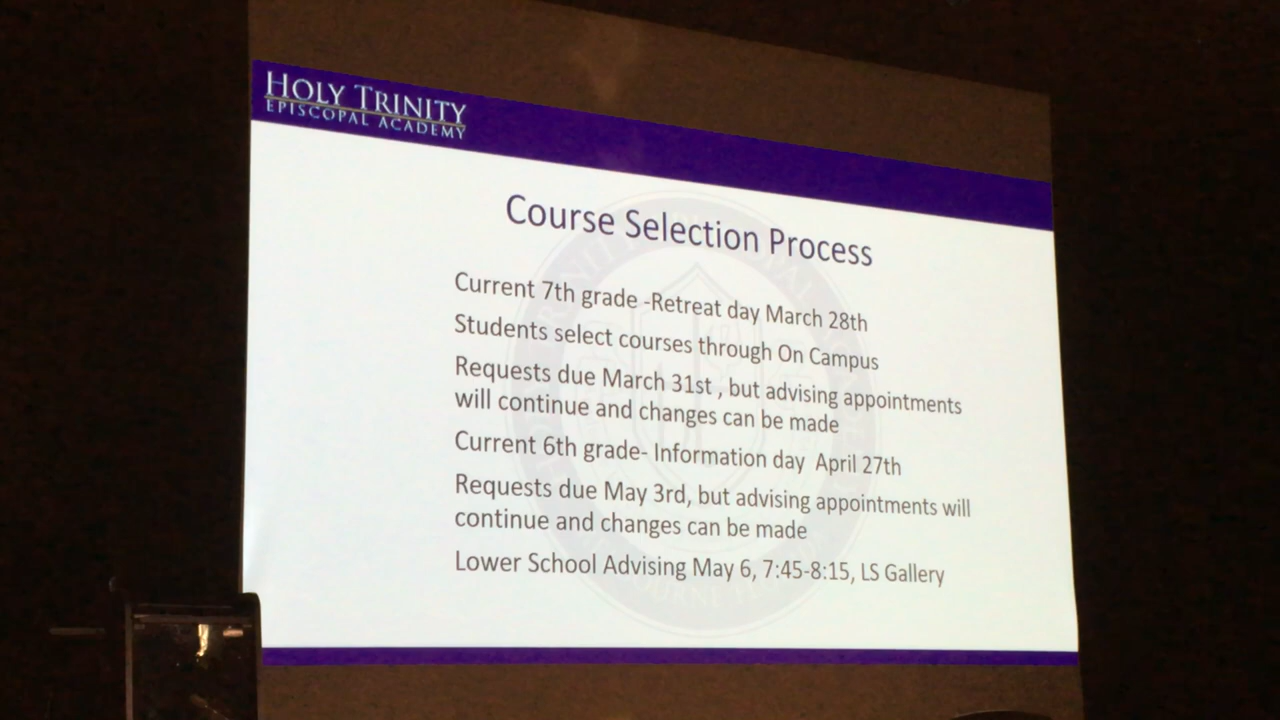 HOLY TRINITY
EPISCOPAL ACADEMY
Course Selection Process
Current 7th grade -Retreat day March 28th
Students select courses through On Campus
Requests due March 31st , but advising appointments
will continue and changes can be made
Current 6th grade- Information day April 27th
Requests due May 3rd, but advising appointments will
continue and changes can be made
Lower School Advising May 6, 7:45-8:15, LS Gallery